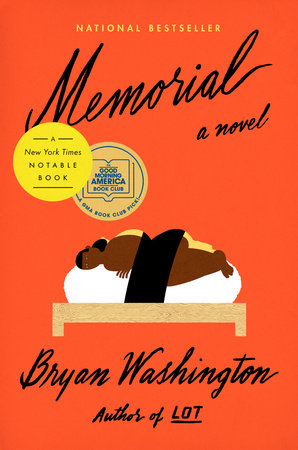 NATIONAL BESTSELLER
Memorial
a novel
A
New York Times
NOTABLE
BOOK
GOOD
MORNING
AMERICA
BOOK CLUB
A GMA BOOK CLUB PICK
Bryan Washington
Author of LOT